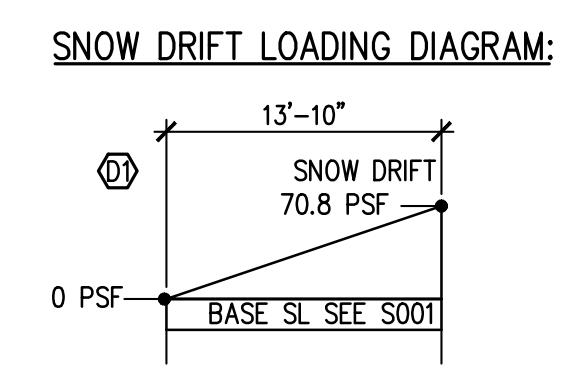 SNOW DRIFT LOADING DIAGRAM:
13'-10"
D1
SNOW DRIFT
70.8 PSF
0 PSF
BASE SL SEE S001